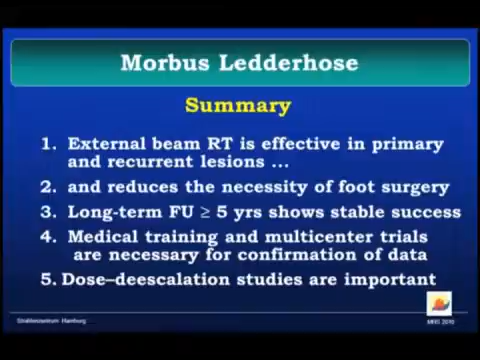 Morbus Ledderhose
Summary
1. External beam RT is effective in primary
and recurrent lesions ...
2. and reduces the necessity of foot surgery
3. Long-term FU ≥ 5 yrs shows stable success
4. Medical training and multicenter trials
are necessary for confirmation of data
5. Dose–deescalation studies are important
Strahlenzentrum Hamburg